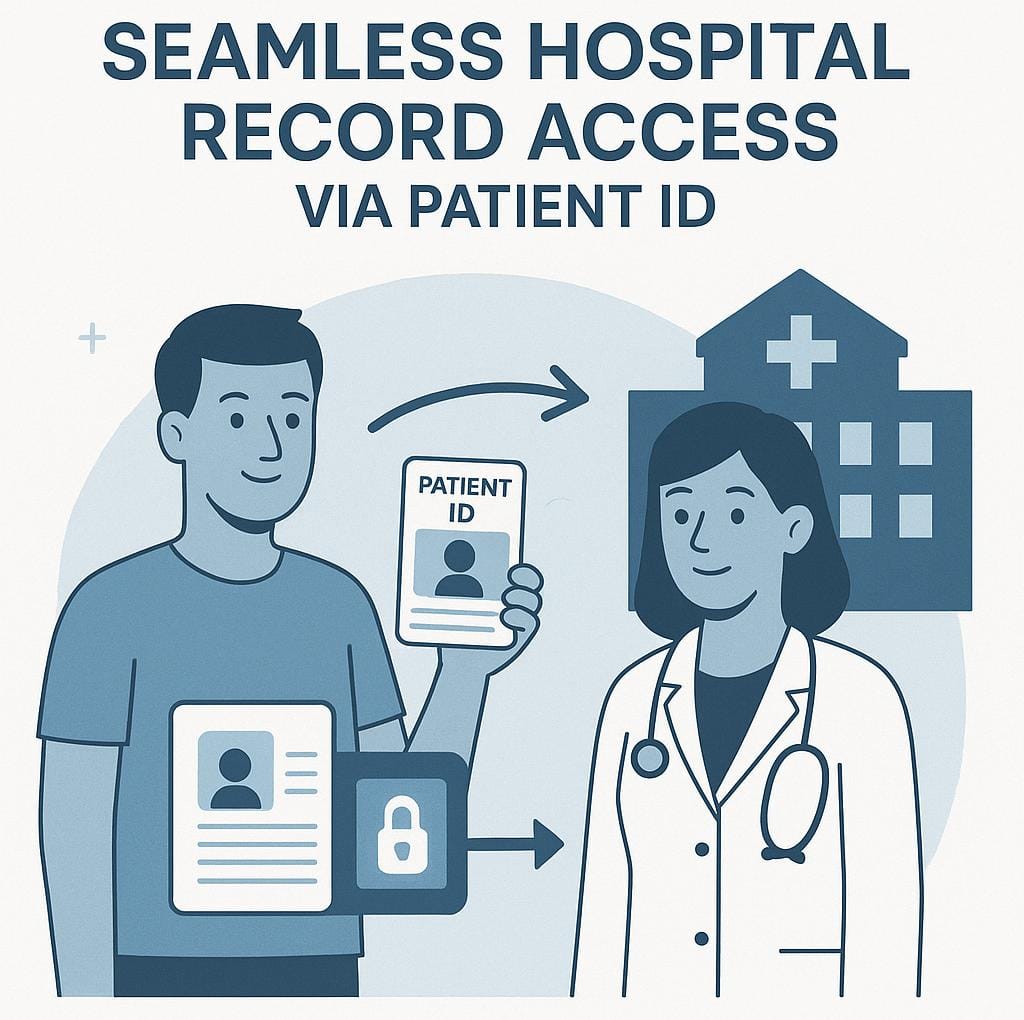 SEAMLESS HOSPITAL
RECORD ACCESS
VIA PATIENT ID
PATIENT
ID